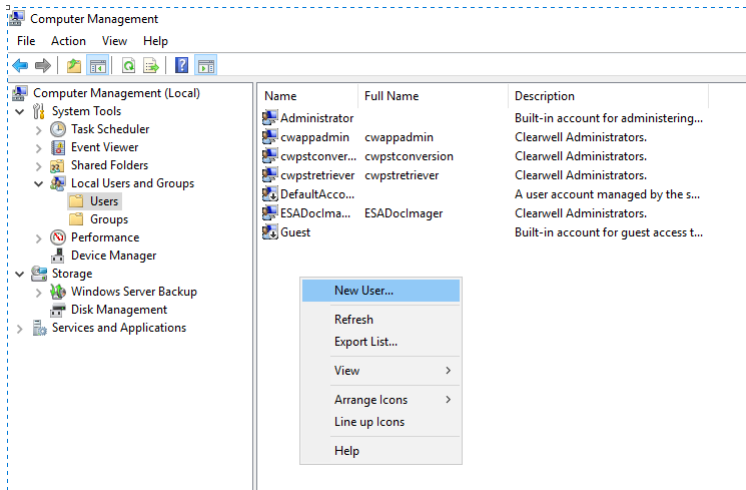 Computer Management
File Action View Help
Computer Management (Local)
System Tools
Task Scheduler
Event Viewer
Shared Folders
Local Users and Groups
Users
Groups
Performance
Device Manager
Storage
Windows Server Backup
Disk Management
Services and Applications
Name Full Name Description
Administrator Built-in account for administering...
cwappadmin cwappadmin Clearwell Administrators.
cwpstconver... cwpstconversion Clearwell Administrators.
cwpstretriever cwpstretriever Clearwell Administrators.
DefaultAcco... A user account managed by the s...
ESADocIma... ESADocImager Clearwell Administrators.
Guest Built-in account for guest access t...
New User...
Refresh
Export List...
View
Arrange Icons
Line up Icons
Help